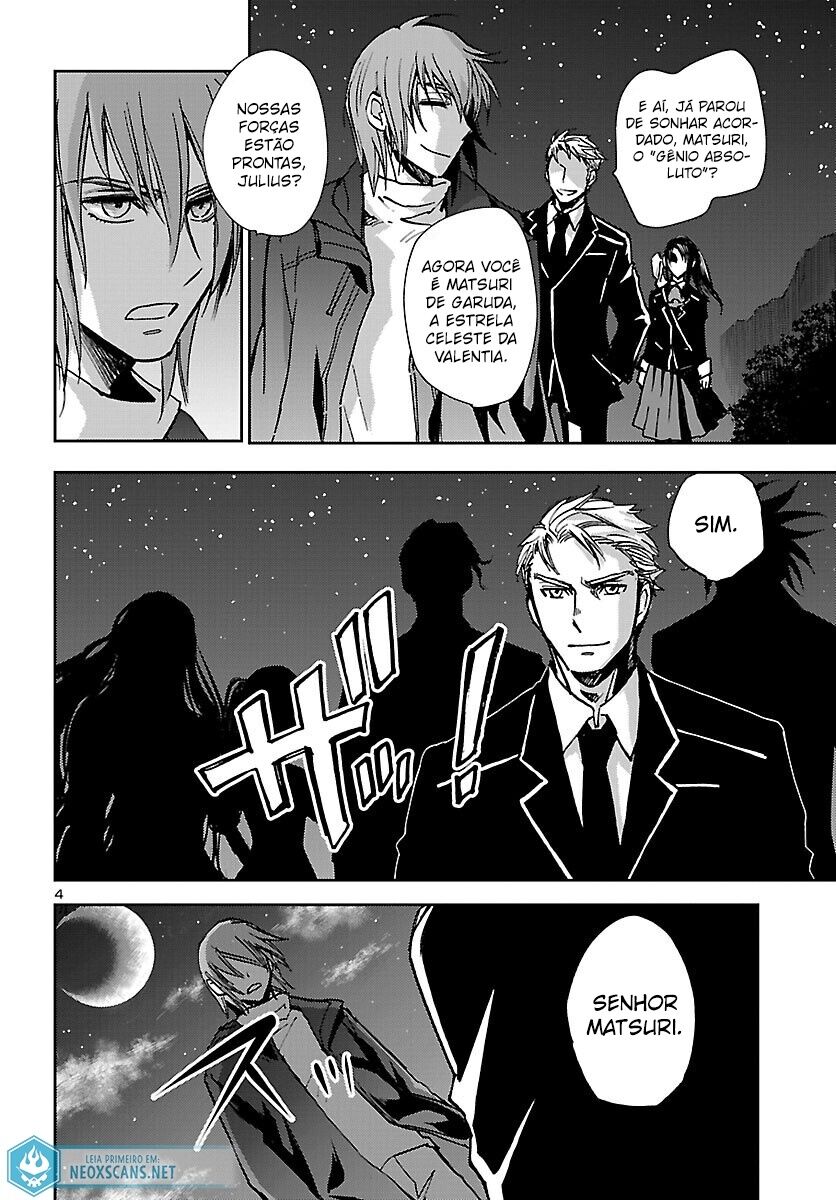 E AÍ, JÁ PAROU
DE SONHAR ACOR-
DADO, MATSURI,
O "GÊNIO ABSO-
LUTO"?
AGORA VOCÊ
É MATSURI
DE GARUDA,
A ESTRELA
CELESTE DA
VALENTIA.
NOSSAS
FORÇAS
ESTÃO
PRONTAS,
JULIUS?
SIM.
ザッ!
4
SENHOR
MATSURI.
スッ
LEIA PRIMEIRO EM:
NEOXSCANS.NET